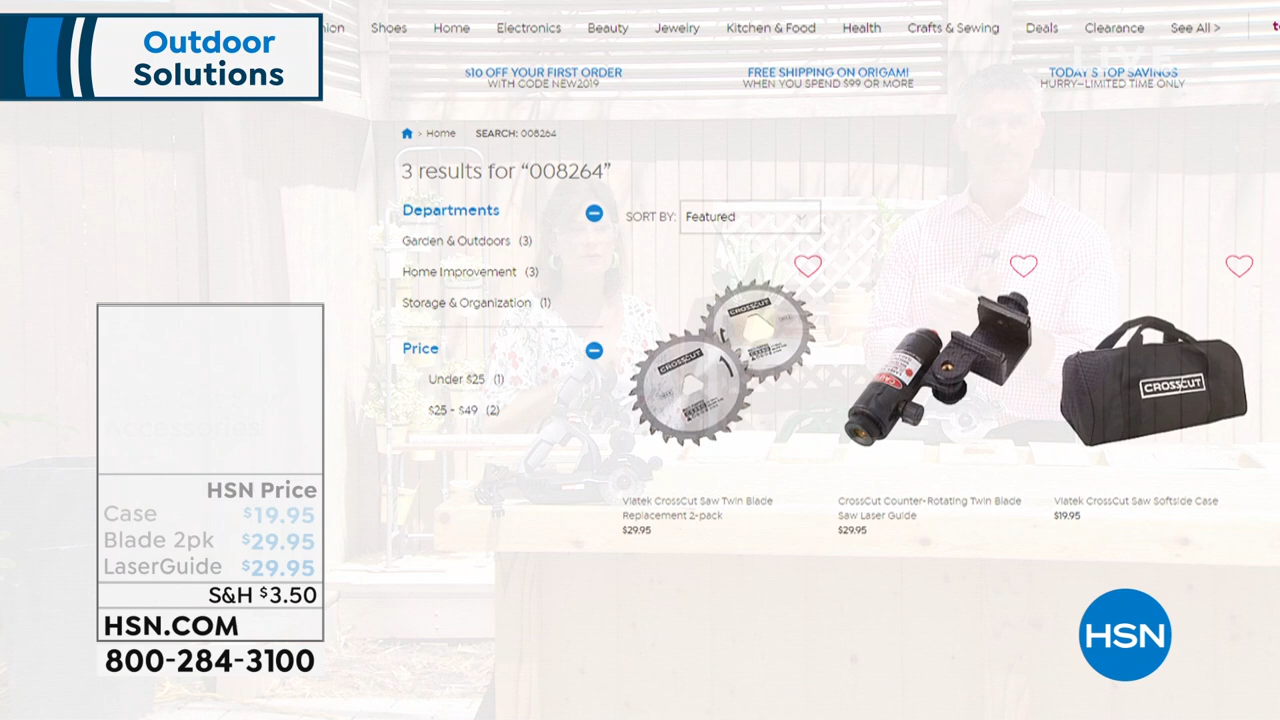 Outdoor
Solutions
Shoes Home Electronics Beauty Jewelry Kitchen & Food Health Crafts & Sewing Deals Clearance See All >
LIVE
$10 OFF YOUR FIRST ORDER
WITH CODE NEW2019
FREE SHIPPING ON ORIGAMI
WHEN YOU SPEND $99 OR MORE
TODAY'S TOP SAVINGS
HURRY—LIMITED TIME ONLY
> Home SEARCH: 008264
3 results for “008264”
Departments
SORT BY: Featured
Garden & Outdoors (3)
Home Improvement (3)
Storage & Organization (1)
Price
Under $25 (1)
$25 - $49 (2)
CROSSCUT
CROSSCUT
CROSSCUT
Viatek CrossCut Saw Twin Blade
Replacement 2-pack
$29.95
CrossCut Counter-Rotating Twin Blade
Saw Laser Guide
$29.95
Viatek CrossCut Saw Softside Case
$19.95
Accessories
HSN Price
Case $19.95
Blade 2pk $29.95
LaserGuide $29.95
S&H $3.50
HSN.COM
800-284-3100
HSN